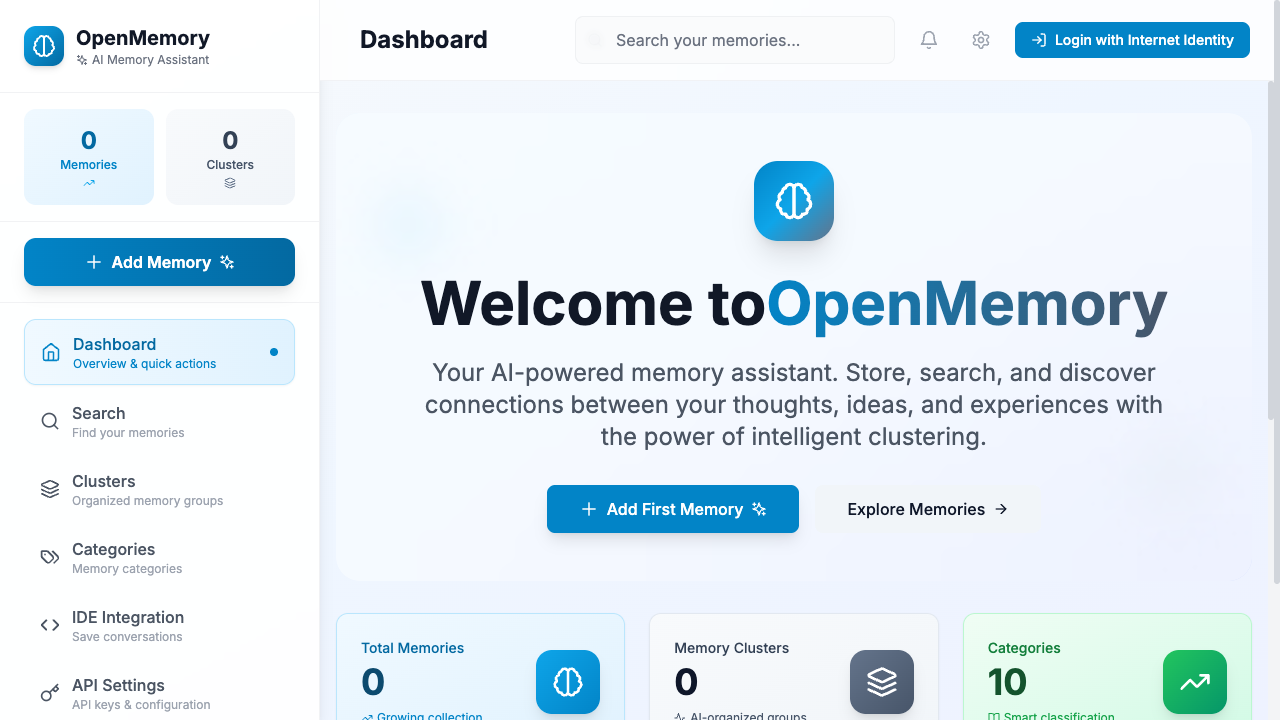 OpenMemory
AI Memory Assistant
0
Memories
0
Clusters
Add Memory
Dashboard
Overview & quick actions
Search
Find your memories
Clusters
Organized memory groups
Categories
Memory categories
IDE Integration
Save conversations
API Settings
API keys & configuration
Dashboard
Search your memories...
Login with Internet Identity
Welcome toOpenMemory
Your AI-powered memory assistant. Store, search, and discover
connections between your thoughts, ideas, and experiences with
the power of intelligent clustering.
Add First Memory
Explore Memories
Total Memories
0
Growing collection
Memory Clusters
0
AI-organized groups
Categories
10
Smart classification